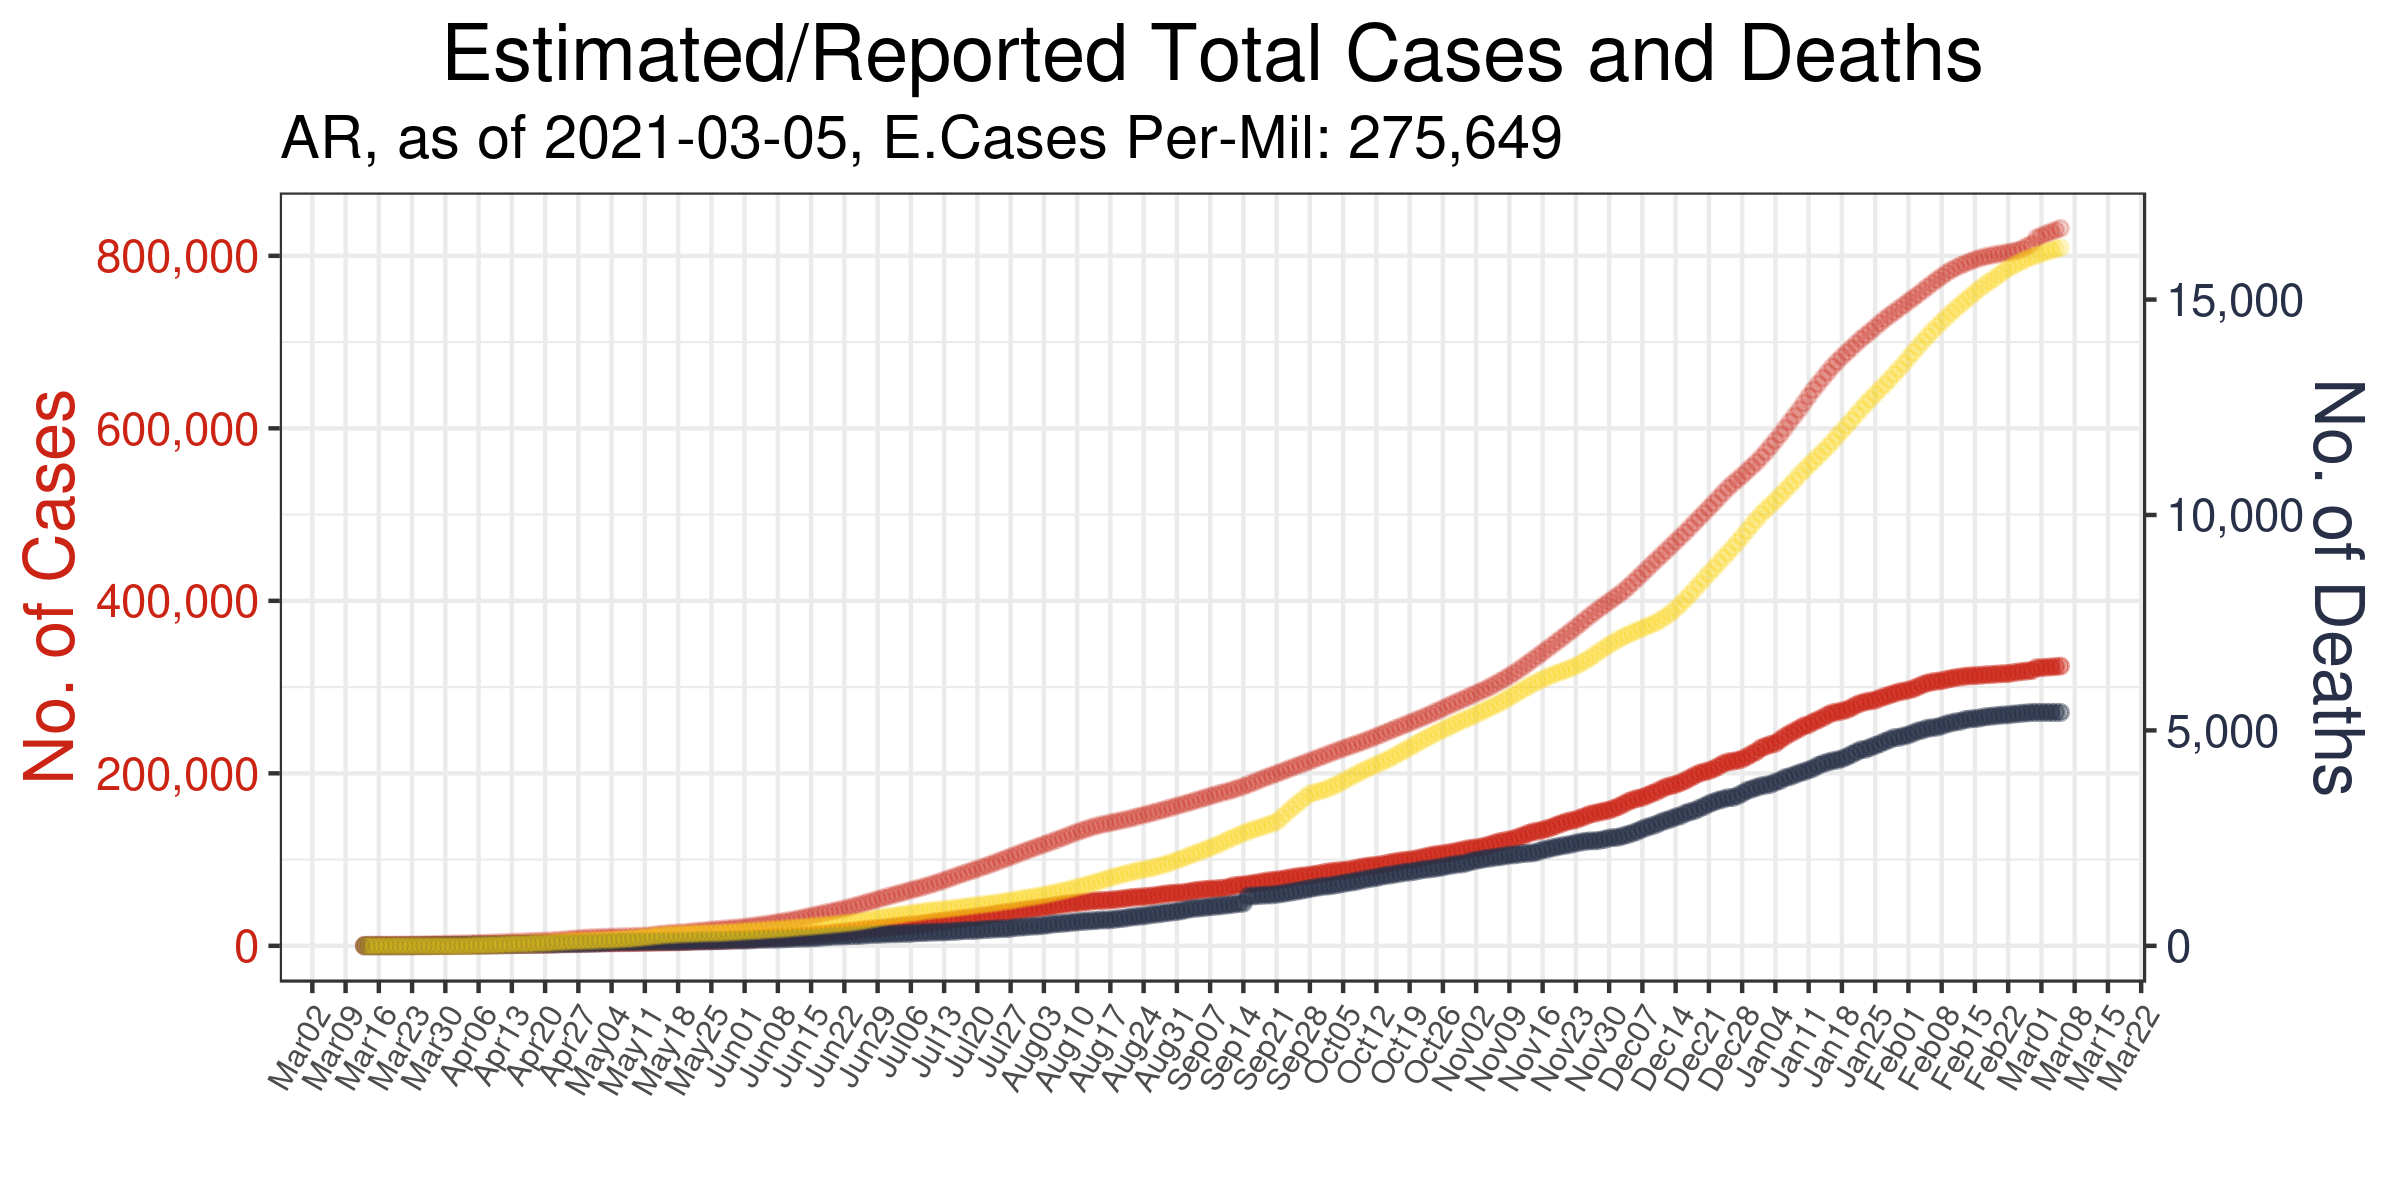 Estimated/Reported Total Cases and Deaths
AR, as of 2021-03-05, E.Cases Per-Mil: 275,649
No. of Cases
800,000
600,000
400,000
200,000
0
15,000
10,000
5,000
0
No. of Deaths
Mar02
Mar09
Mar16
Mar23
Mar30
Apr06
Apr13
Apr20
Apr27
May04
May11
May18
May25
Jun01
Jun08
Jun15
Jun22
Jun29
Jul06
Jul13
Jul20
Jul27
Aug03
Aug10
Aug17
Aug24
Aug31
Sep07
Sep14
Sep21
Sep28
Oct05
Oct12
Oct19
Oct26
Nov02
Nov09
Nov16
Nov23
Nov30
Dec07
Dec14
Dec21
Dec28
Jan04
Jan11
Jan18
Jan25
Feb01
Feb08
Feb15
Feb22
Mar01
Mar08
Mar15
Mar22